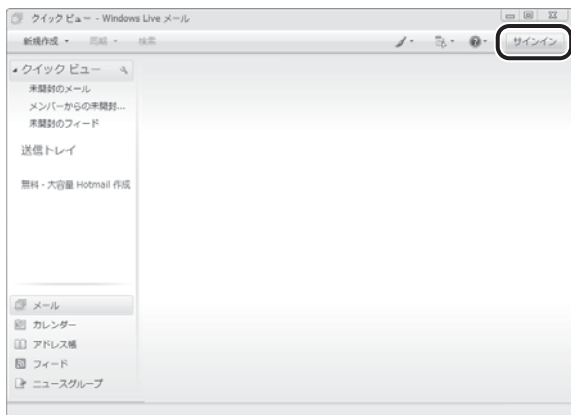 クイック ビュー - Windows Live メール
新規作成 同期 検索 サインイン
クイック ビュー
未開封のメール
メンバーからの未開封...
未開封のフィード
送信トレイ
無料 - 大容量 Hotmail 作成
メール
カレンダー
アドレス帳
フィード
ニュースグループ